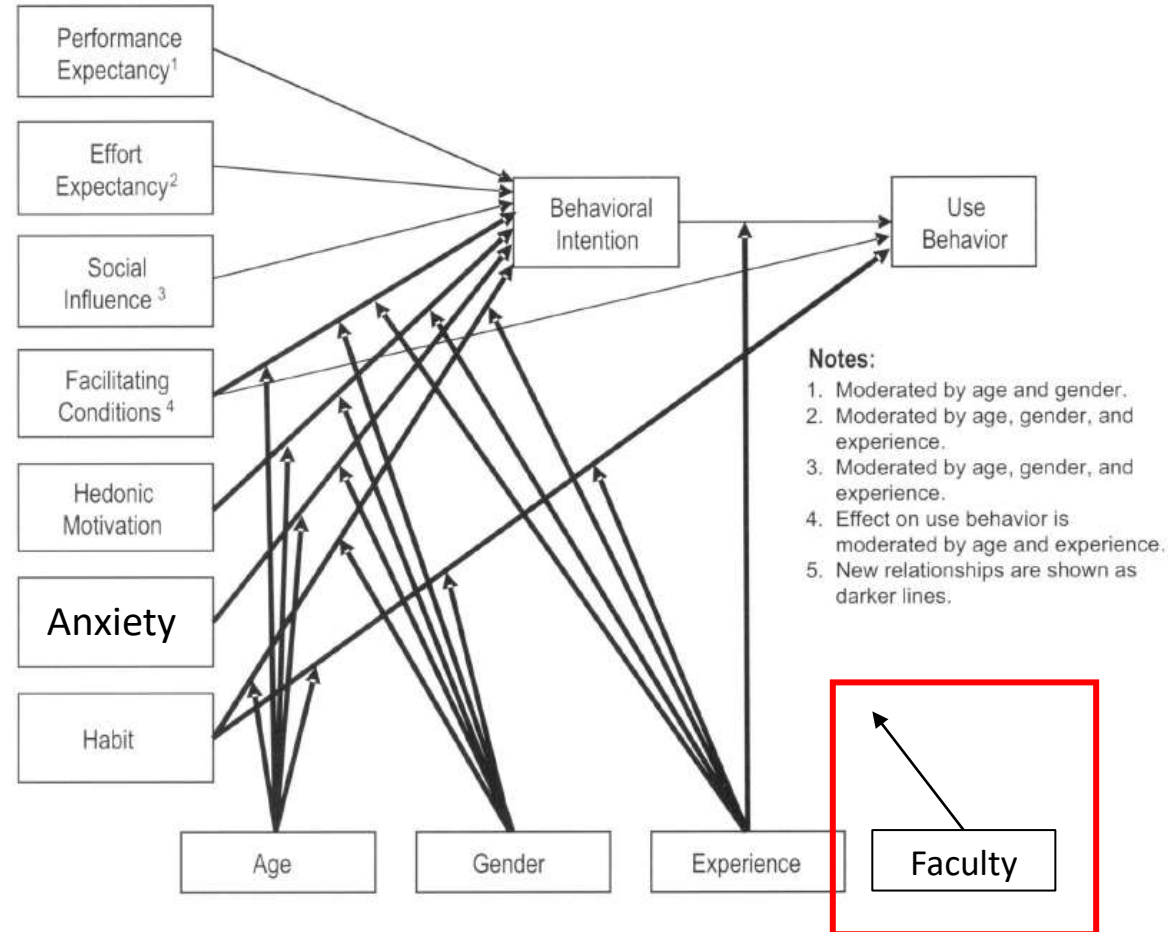 Performance
Expectancy¹
Effort
Expectancy²
Social
Influence ³
Facilitating
Conditions ⁴
Hedonic
Motivation
Anxiety
Habit
Behavioral
Intention
Use
Behavior
Notes:
1. Moderated by age and gender.
2. Moderated by age, gender, and
experience.
3. Moderated by age, gender, and
experience.
4. Effect on use behavior is
moderated by age and experience.
5. New relationships are shown as
darker lines.
Age
Gender
Experience
Faculty